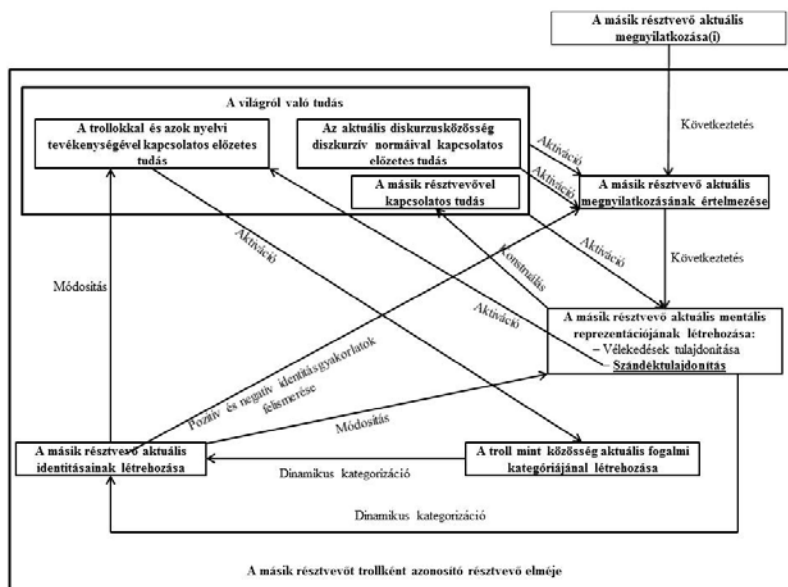 A másik résztvevő aktuális
megnyilatkozása(i)
Következtetés
A világról való tudás
A trollokkal és azok nyelvi
tevékenységével kapcsolatos előzetes
tudás
Az aktuális diskurzusközösség
diszkurzív normáival kapcsolatos
előzetes tudás
A másik résztvevővel
kapcsolatos tudás
Aktiváció
Aktiváció
A másik résztvevő aktuális
megnyilatkozásának értelmezése
Aktiváció
Konstruálás
Aktiváció
Következtetés
Módosítás
Aktiváció
A másik résztvevő aktuális mentális
reprezentációjának létrehozása:
– Vélekedések tulajdonítása
– Szándéktulajdonítás
Pozitív és negatív identitásgyakorlatok
felismerése
Módosítás
A másik résztvevő aktuális
identitásainak létrehozása
Dinamikus kategorizáció
A troll mint közösség aktuális fogalmi
kategóriájánal létrehozása
Dinamikus kategorizáció
A másik résztvevőt trollként azonosító résztvevő elméje